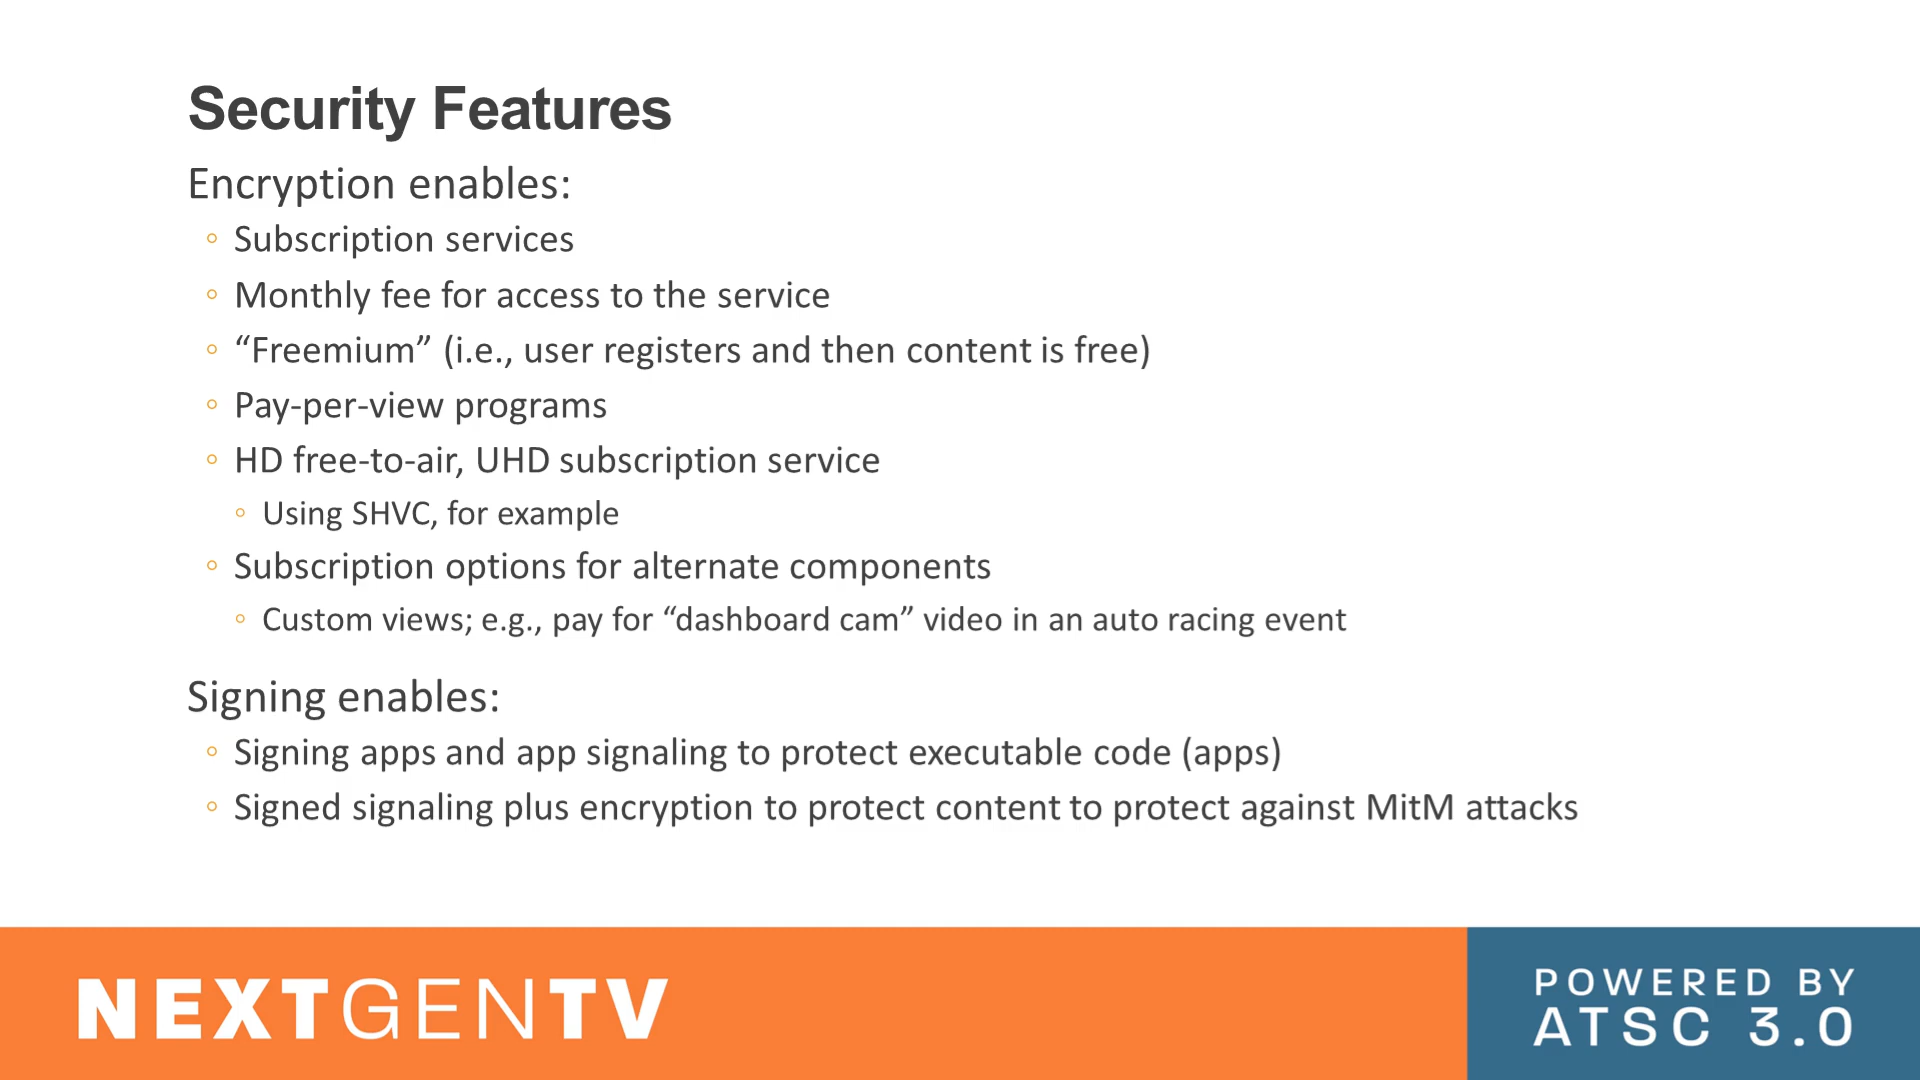 Security Features
Encryption enables:
◦ Subscription services
◦ Monthly fee for access to the service
◦ “Freemium” (i.e., user registers and then content is free)
◦ Pay-per-view programs
◦ HD free-to-air, UHD subscription service
◦ Using SHVC, for example
◦ Subscription options for alternate components
◦ Custom views; e.g., pay for “dashboard cam” video in an auto racing event
Signing enables:
◦ Signing apps and app signaling to protect executable code (apps)
◦ Signed signaling plus encryption to protect content to protect against MitM attacks
NEXTGENTV
POWERED BY
ATSC 3.0